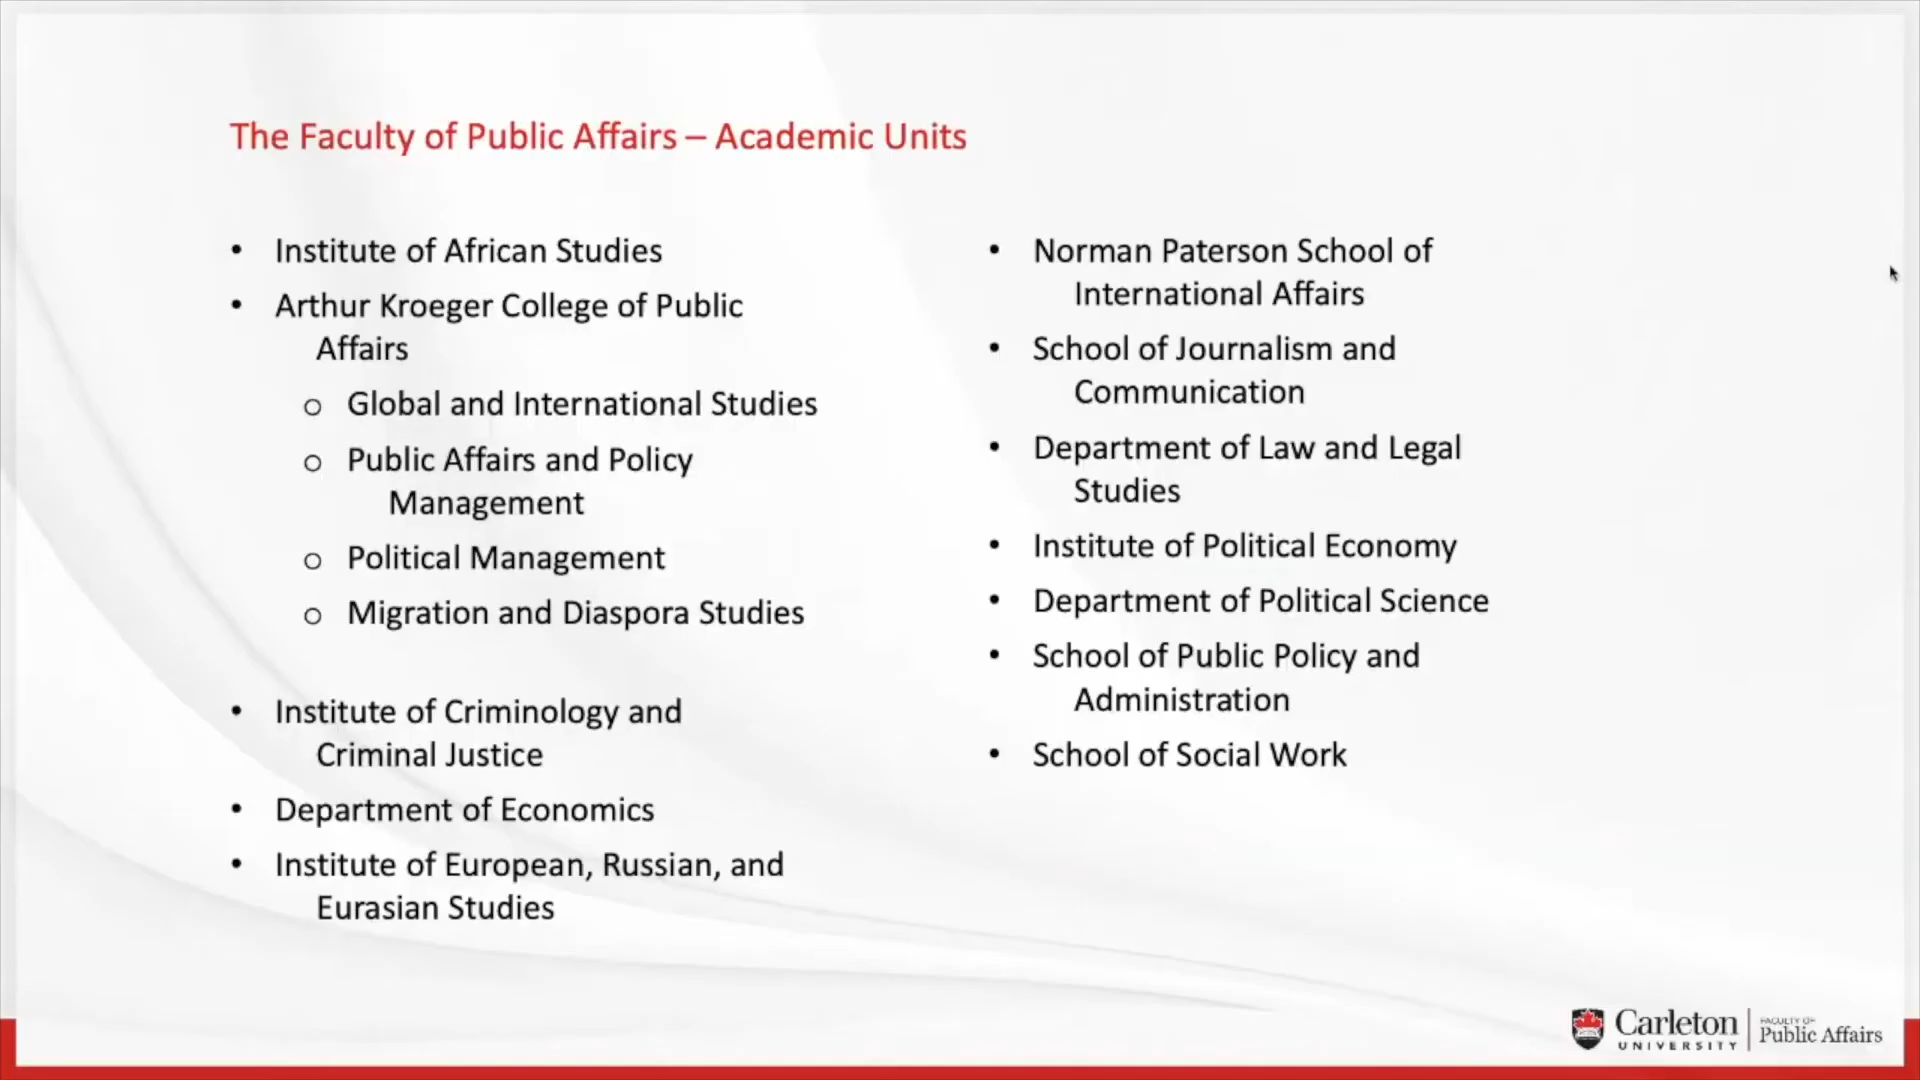 The Faculty of Public Affairs – Academic Units
• Institute of African Studies
• Arthur Kroeger College of Public
Affairs
o Global and International Studies
o Public Affairs and Policy
Management
o Political Management
o Migration and Diaspora Studies
• Institute of Criminology and
Criminal Justice
• Department of Economics
• Institute of European, Russian, and
Eurasian Studies
• Norman Paterson School of
International Affairs
• School of Journalism and
Communication
• Department of Law and Legal
Studies
• Institute of Political Economy
• Department of Political Science
• School of Public Policy and
Administration
• School of Social Work
Carleton
UNIVERSITY
FACULTY OF
Public Affairs